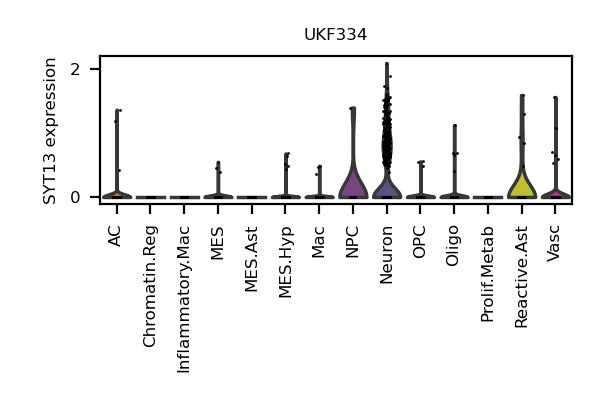 UKF334
SYT13 expression
2
0
AC
Chromatin.Reg
Inflammatory.Mac
MES
MES.Ast
MES.Hyp
Mac
NPC
Neuron
OPC
Oligo
Prolif.Metab
Reactive.Ast
Vasc